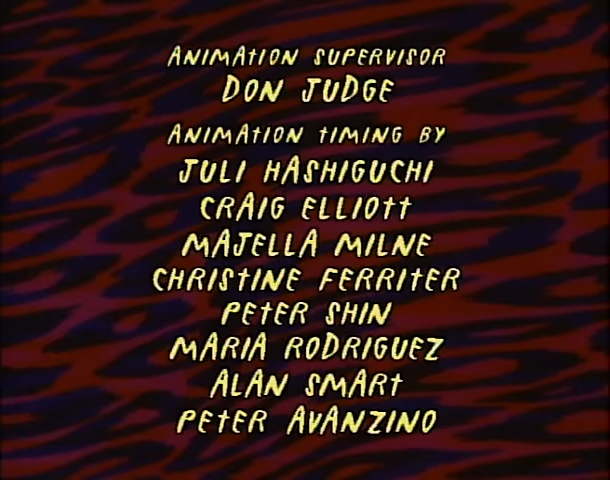 ANIMATION SUPERVISOR
DON JUDGE
ANIMATION TIMING BY
JULI HASHIGUCHI
CRAIG ELLIOTT
MAJELLA MILNE
CHRISTINE FERRITER
PETER SHIN
MARIA RODRIGUEZ
ALAN SMART
PETER AVANZINO